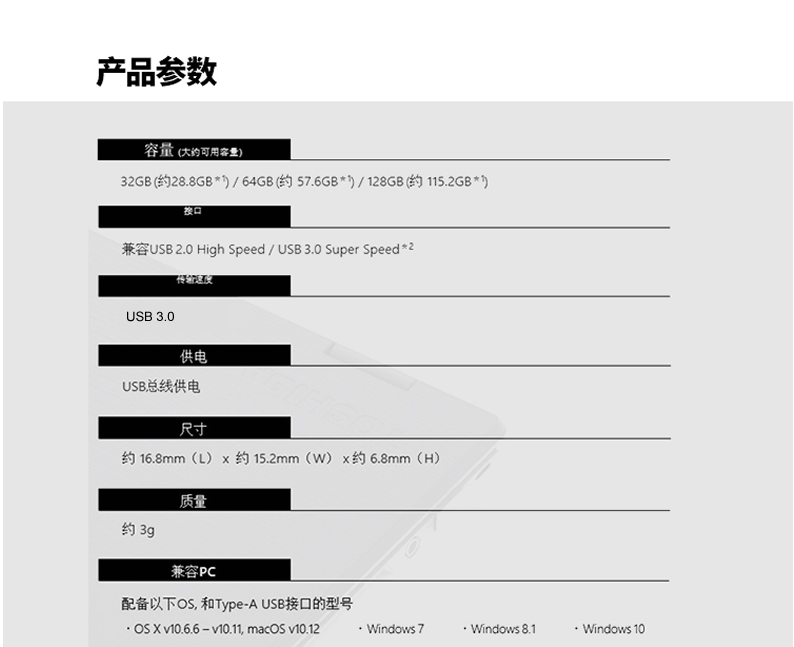 产品参数
容量 (大约可用容量)
32GB (约28.8GB*¹) / 64GB (约 57.6GB*¹) / 128GB (约 115.2GB*¹)
接口
兼容USB 2.0 High Speed / USB 3.0 Super Speed*²
传输速度
USB 3.0
供电
USB总线供电
尺寸
约 16.8mm（L） x 约 15.2mm（W） x 约 6.8mm（H）
质量
约 3g
兼容PC
配备以下OS, 和Type-A USB接口的型号
· OS X v10.6.6 – v10.11, macOS v10.12 · Windows 7 · Windows 8.1 · Windows 10